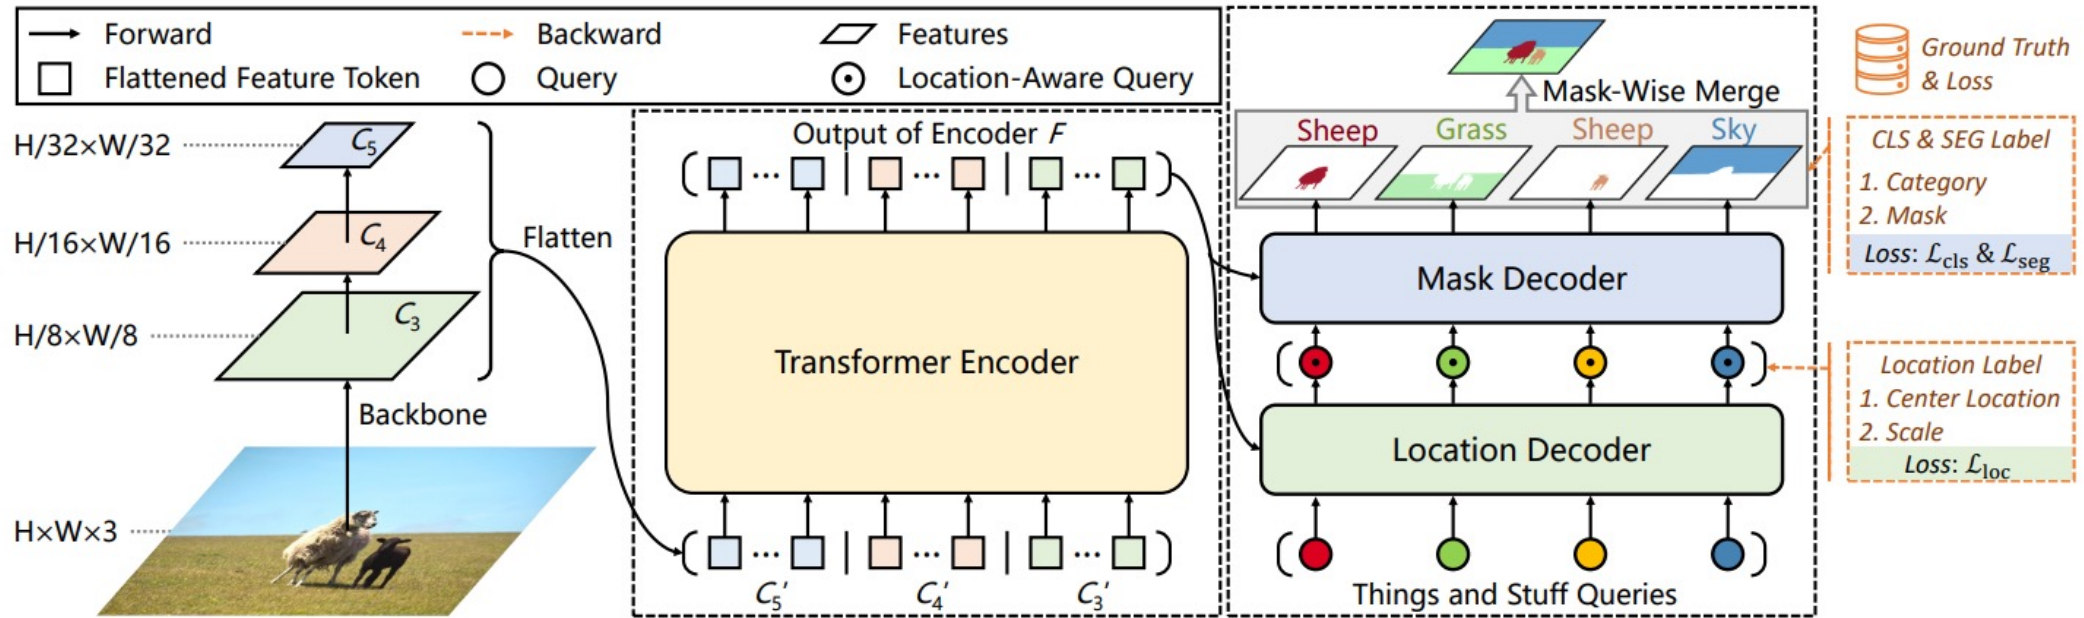 Forward
Backward
Features
Flattened Feature Token
Query
Location-Aware Query
H/32×W/32
C5
H/16×W/16
C4
H/8×W/8
C3
Flatten
Backbone
H×W×3
Output of Encoder F
Transformer Encoder
C5'
C4'
C3'
Mask-Wise Merge
Sheep
Grass
Sheep
Sky
Mask Decoder
Location Decoder
Things and Stuff Queries
Ground Truth
& Loss
CLS & SEG Label
1. Category
2. Mask
Loss: ℒcls & ℒseg
Location Label
1. Center Location
2. Scale
Loss: ℒloc